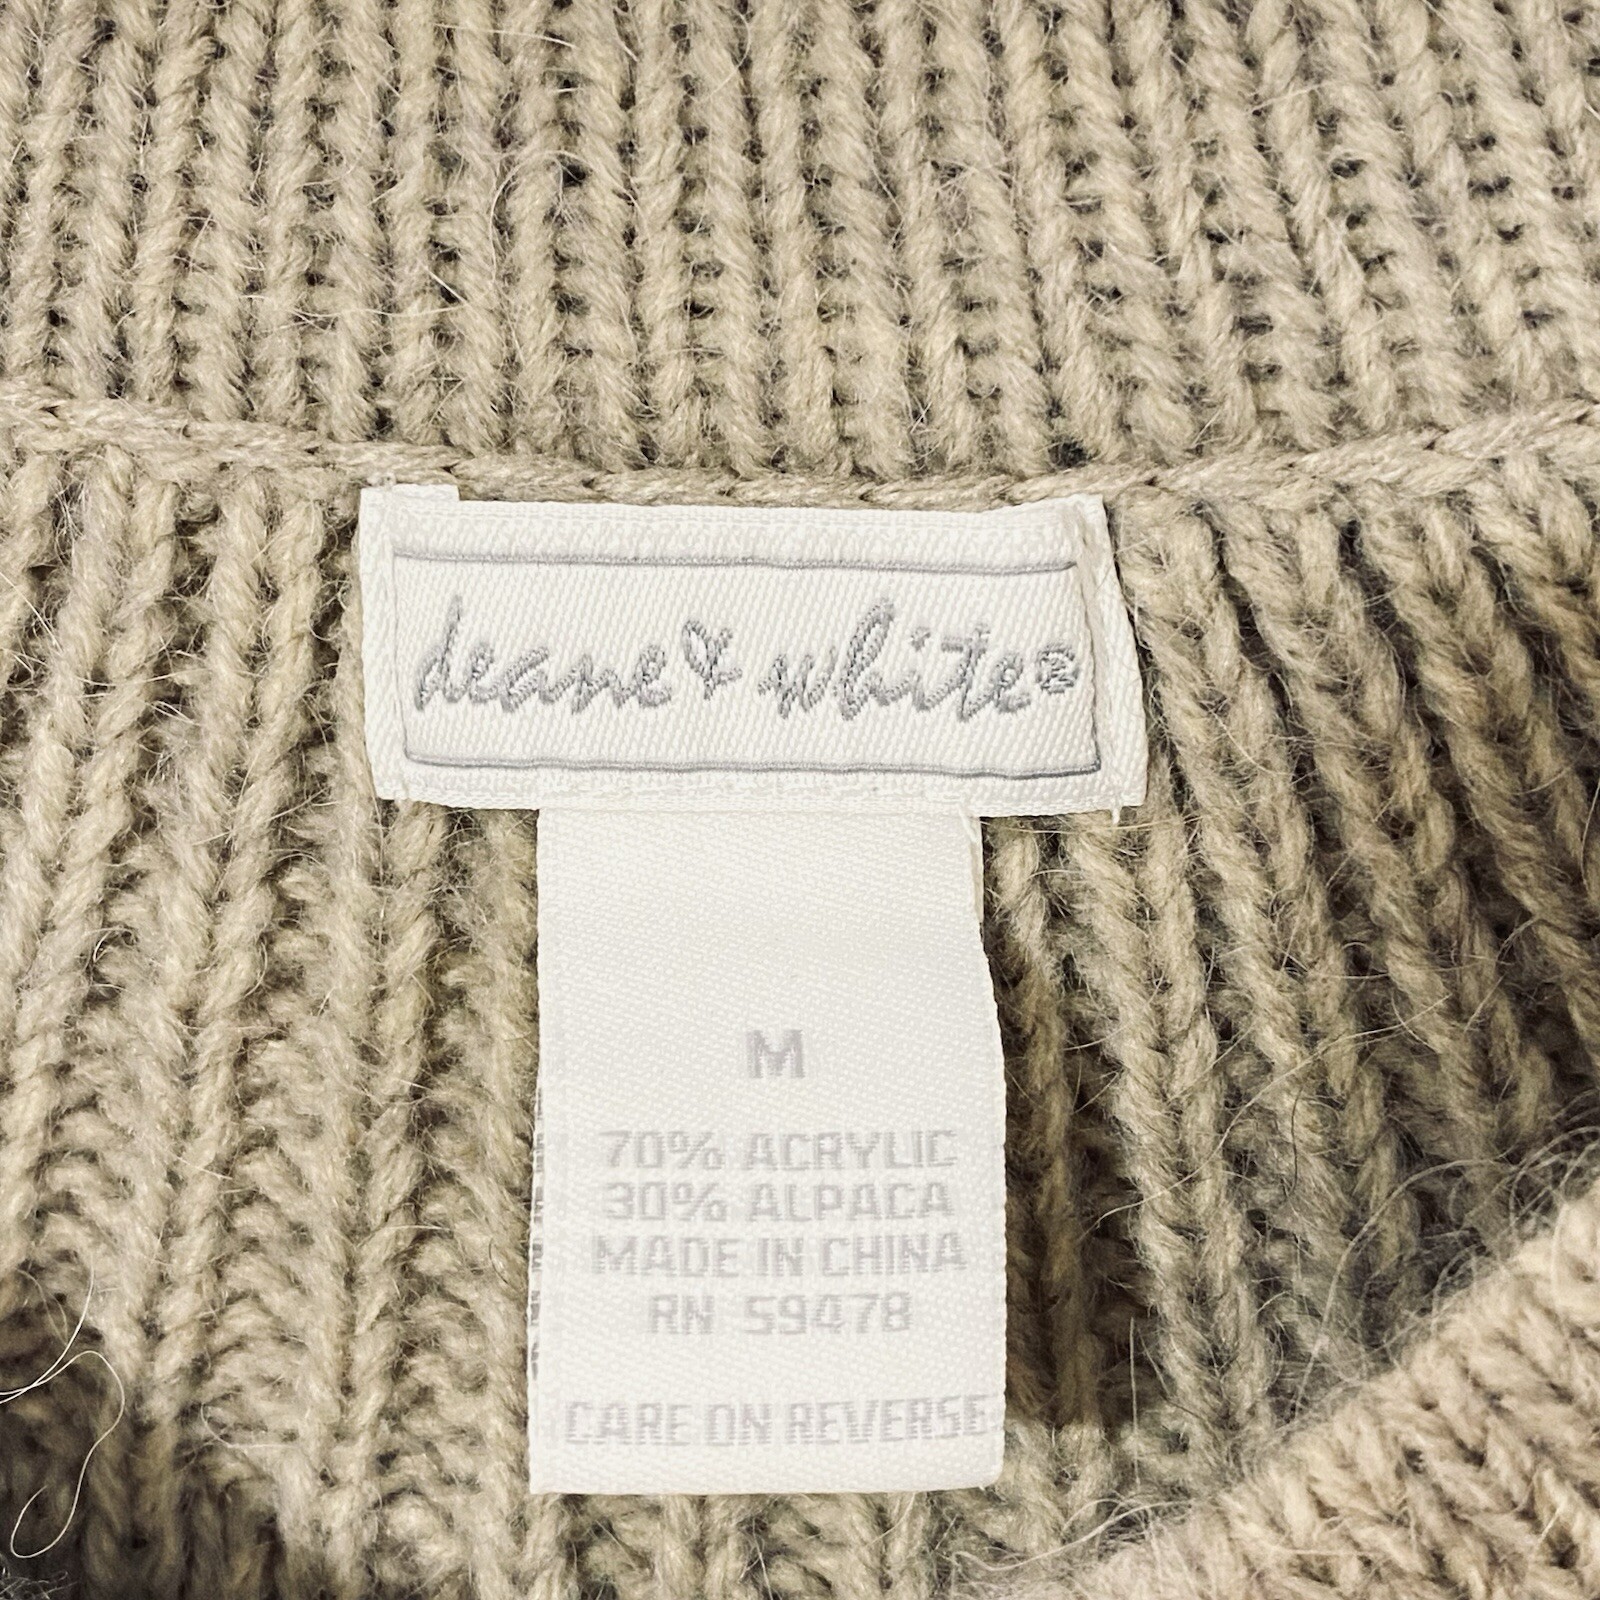 deane & white®
M
70% ACRYLIC
30% ALPACA
MADE IN CHINA
RN 59478
CARE ON REVERSE